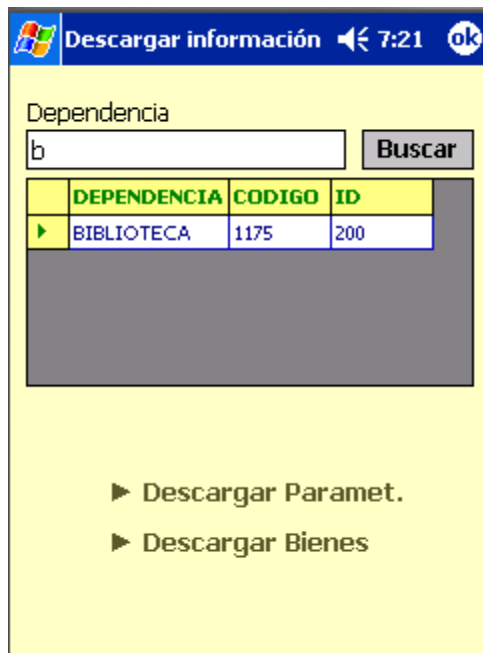 Descargar información 7:21 ok
Dependencia
b Buscar
DEPENDENCIA CODIGO ID
BIBLIOTECA 1175 200
Descargar Paramet.
Descargar Bienes